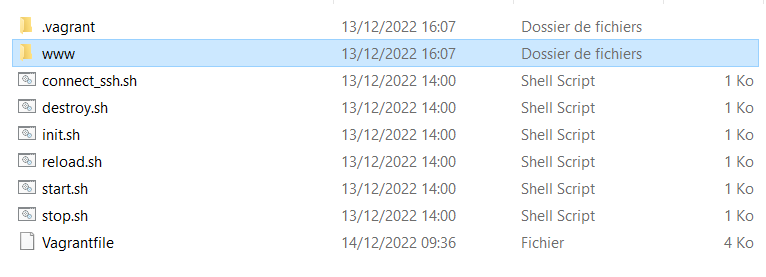 .vagrant 13/12/2022 16:07 Dossier de fichiers
www 13/12/2022 16:07 Dossier de fichiers
connect_ssh.sh 13/12/2022 14:00 Shell Script 1 Ko
destroy.sh 13/12/2022 14:00 Shell Script 1 Ko
init.sh 13/12/2022 14:00 Shell Script 1 Ko
reload.sh 13/12/2022 14:00 Shell Script 1 Ko
start.sh 13/12/2022 14:00 Shell Script 1 Ko
stop.sh 13/12/2022 14:00 Shell Script 1 Ko
Vagrantfile 14/12/2022 09:36 Fichier 4 Ko